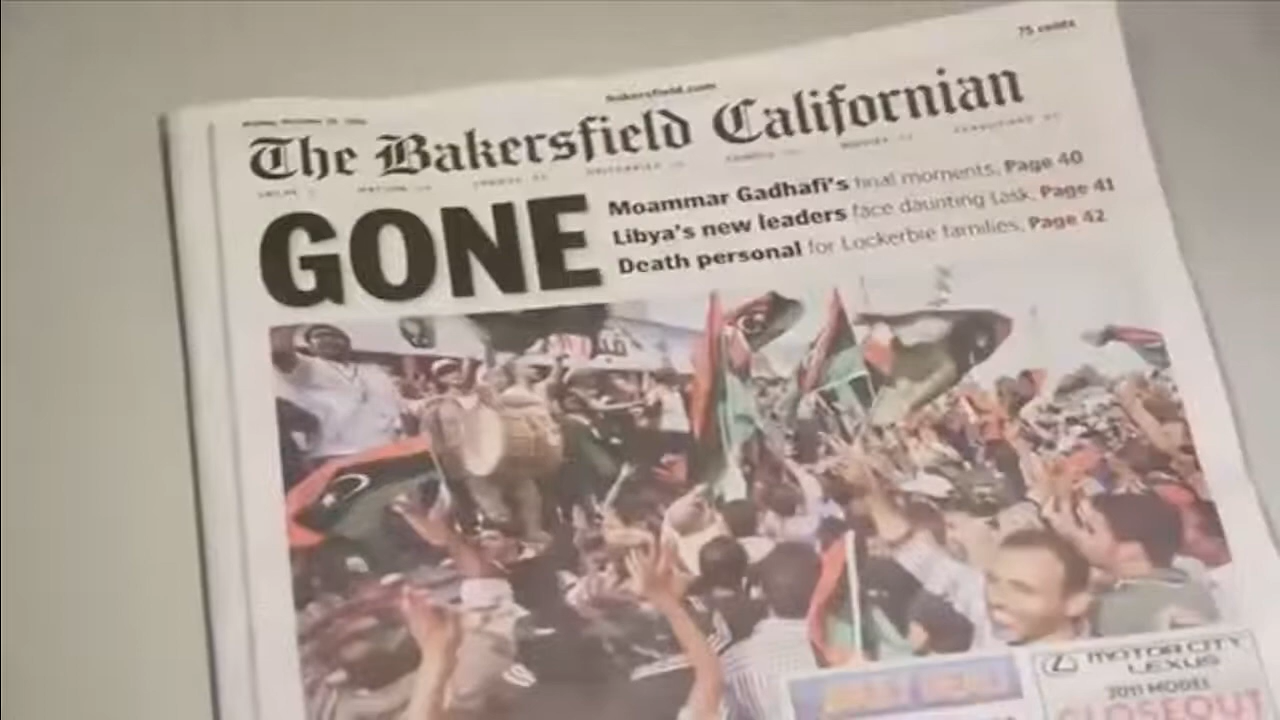 75 cents
bakersfield.com
The Bakersfield Californian
GONE
Moammar Gadhafi's final moments, Page 40
Libya's new leaders face daunting task, Page 41
Death personal for Lockerbie families, Page 42
MOTOR CITY
LEXUS
2011 MODEL
CLOSEOUT